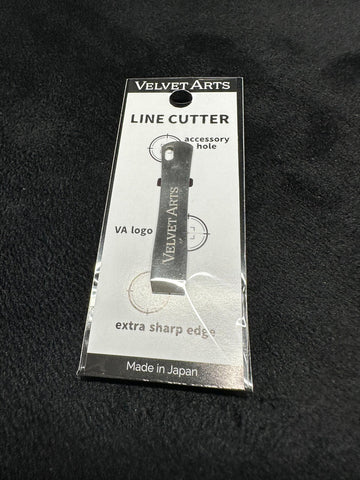 VELVET ARTS
LINE CUTTER
accessory
hole
VELVET ARTS
VA logo
extra sharp edge
Made in Japan